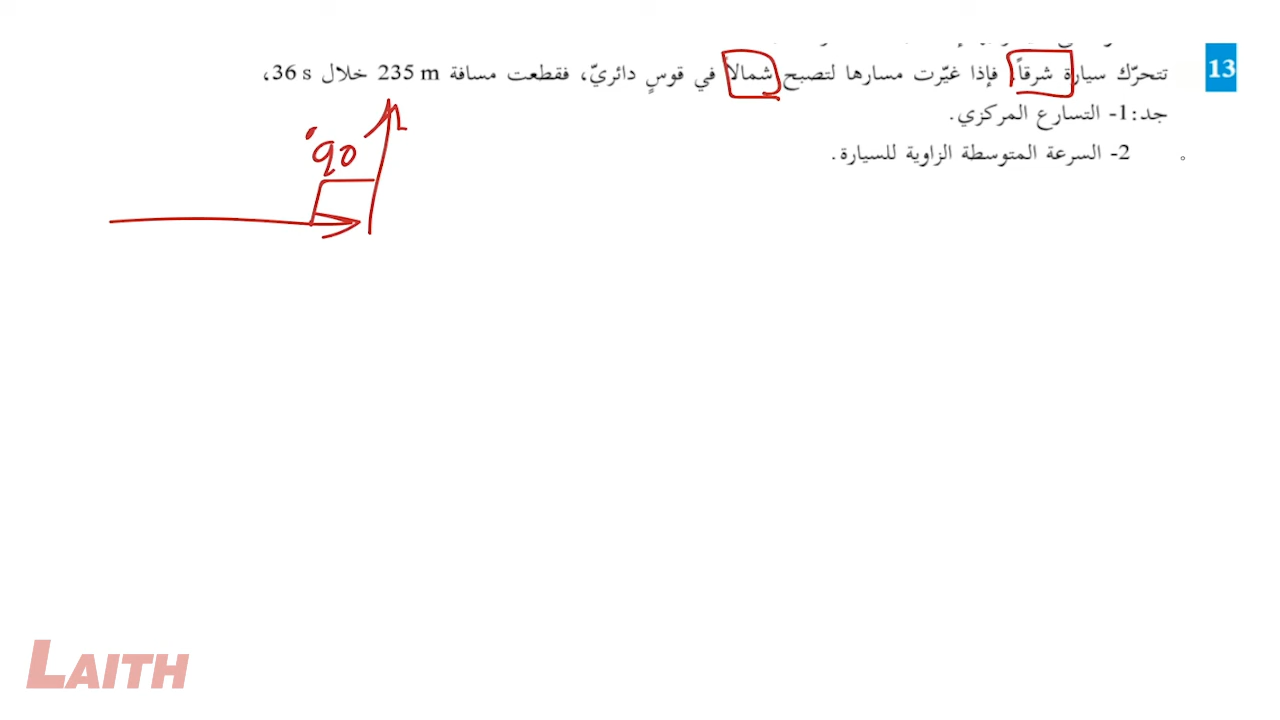 13
تتحرّك سيارة شرقاً، فإذا غيّرت مسارها لتصبح شمالاً في قوسٍ دائريّ، فقطعت مسافة 235 m خلال 36 s،
جد: 1- التسارع المركزي.
2- السرعة المتوسطة الزاوية للسيارة.
90°
LAITH